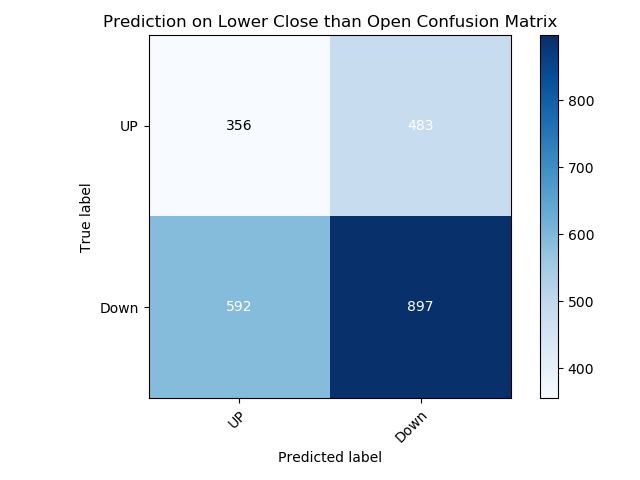 Prediction on Lower Close than Open Confusion Matrix
UP
356
483
Down
592
897
True label
UP
Down
Predicted label
800
700
600
500
400